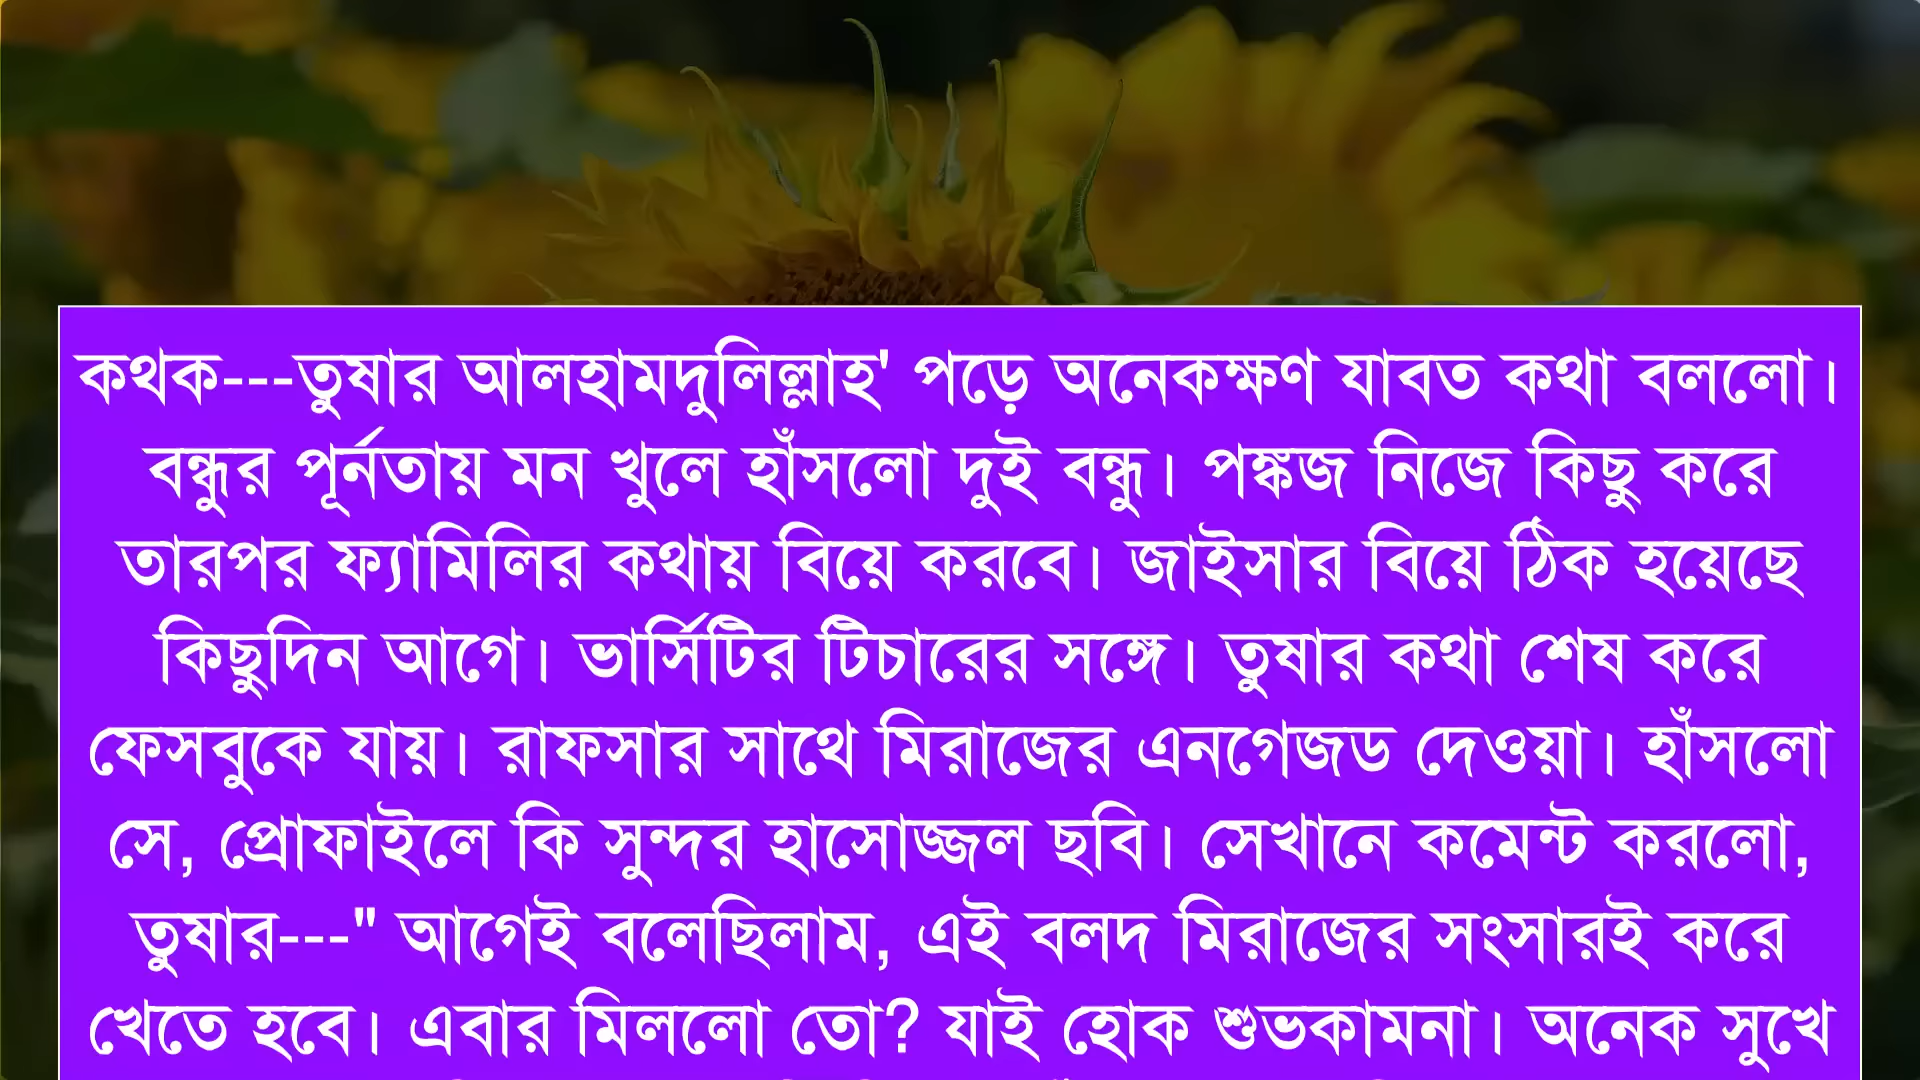 কথক---তুষার আলহামদুলিল্লাহ' পড়ে অনেকক্ষণ যাবত কথা বললো।
বন্ধুর পূর্নতায় মন খুলে হাঁসলো দুই বন্ধু। পঙ্কজ নিজে কিছু করে
তারপর ফ্যামিলির কথায় বিয়ে করবে। জাইসার বিয়ে ঠিক হয়েছে
কিছুদিন আগে। ভার্সিটির টিচারের সঙ্গে। তুষার কথা শেষ করে
ফেসবুকে যায়। রাফসার সাথে মিরাজের এনগেজড দেওয়া। হাঁসলো
সে, প্রোফাইলে কি সুন্দর হাসোজ্জল ছবি। সেখানে কমেন্ট করলো,
তুষার---" আগেই বলেছিলাম, এই বলদ মিরাজের সংসারই করে
খেতে হবে। এবার মিললো তো? যাই হোক শুভকামনা। অনেক সুখে